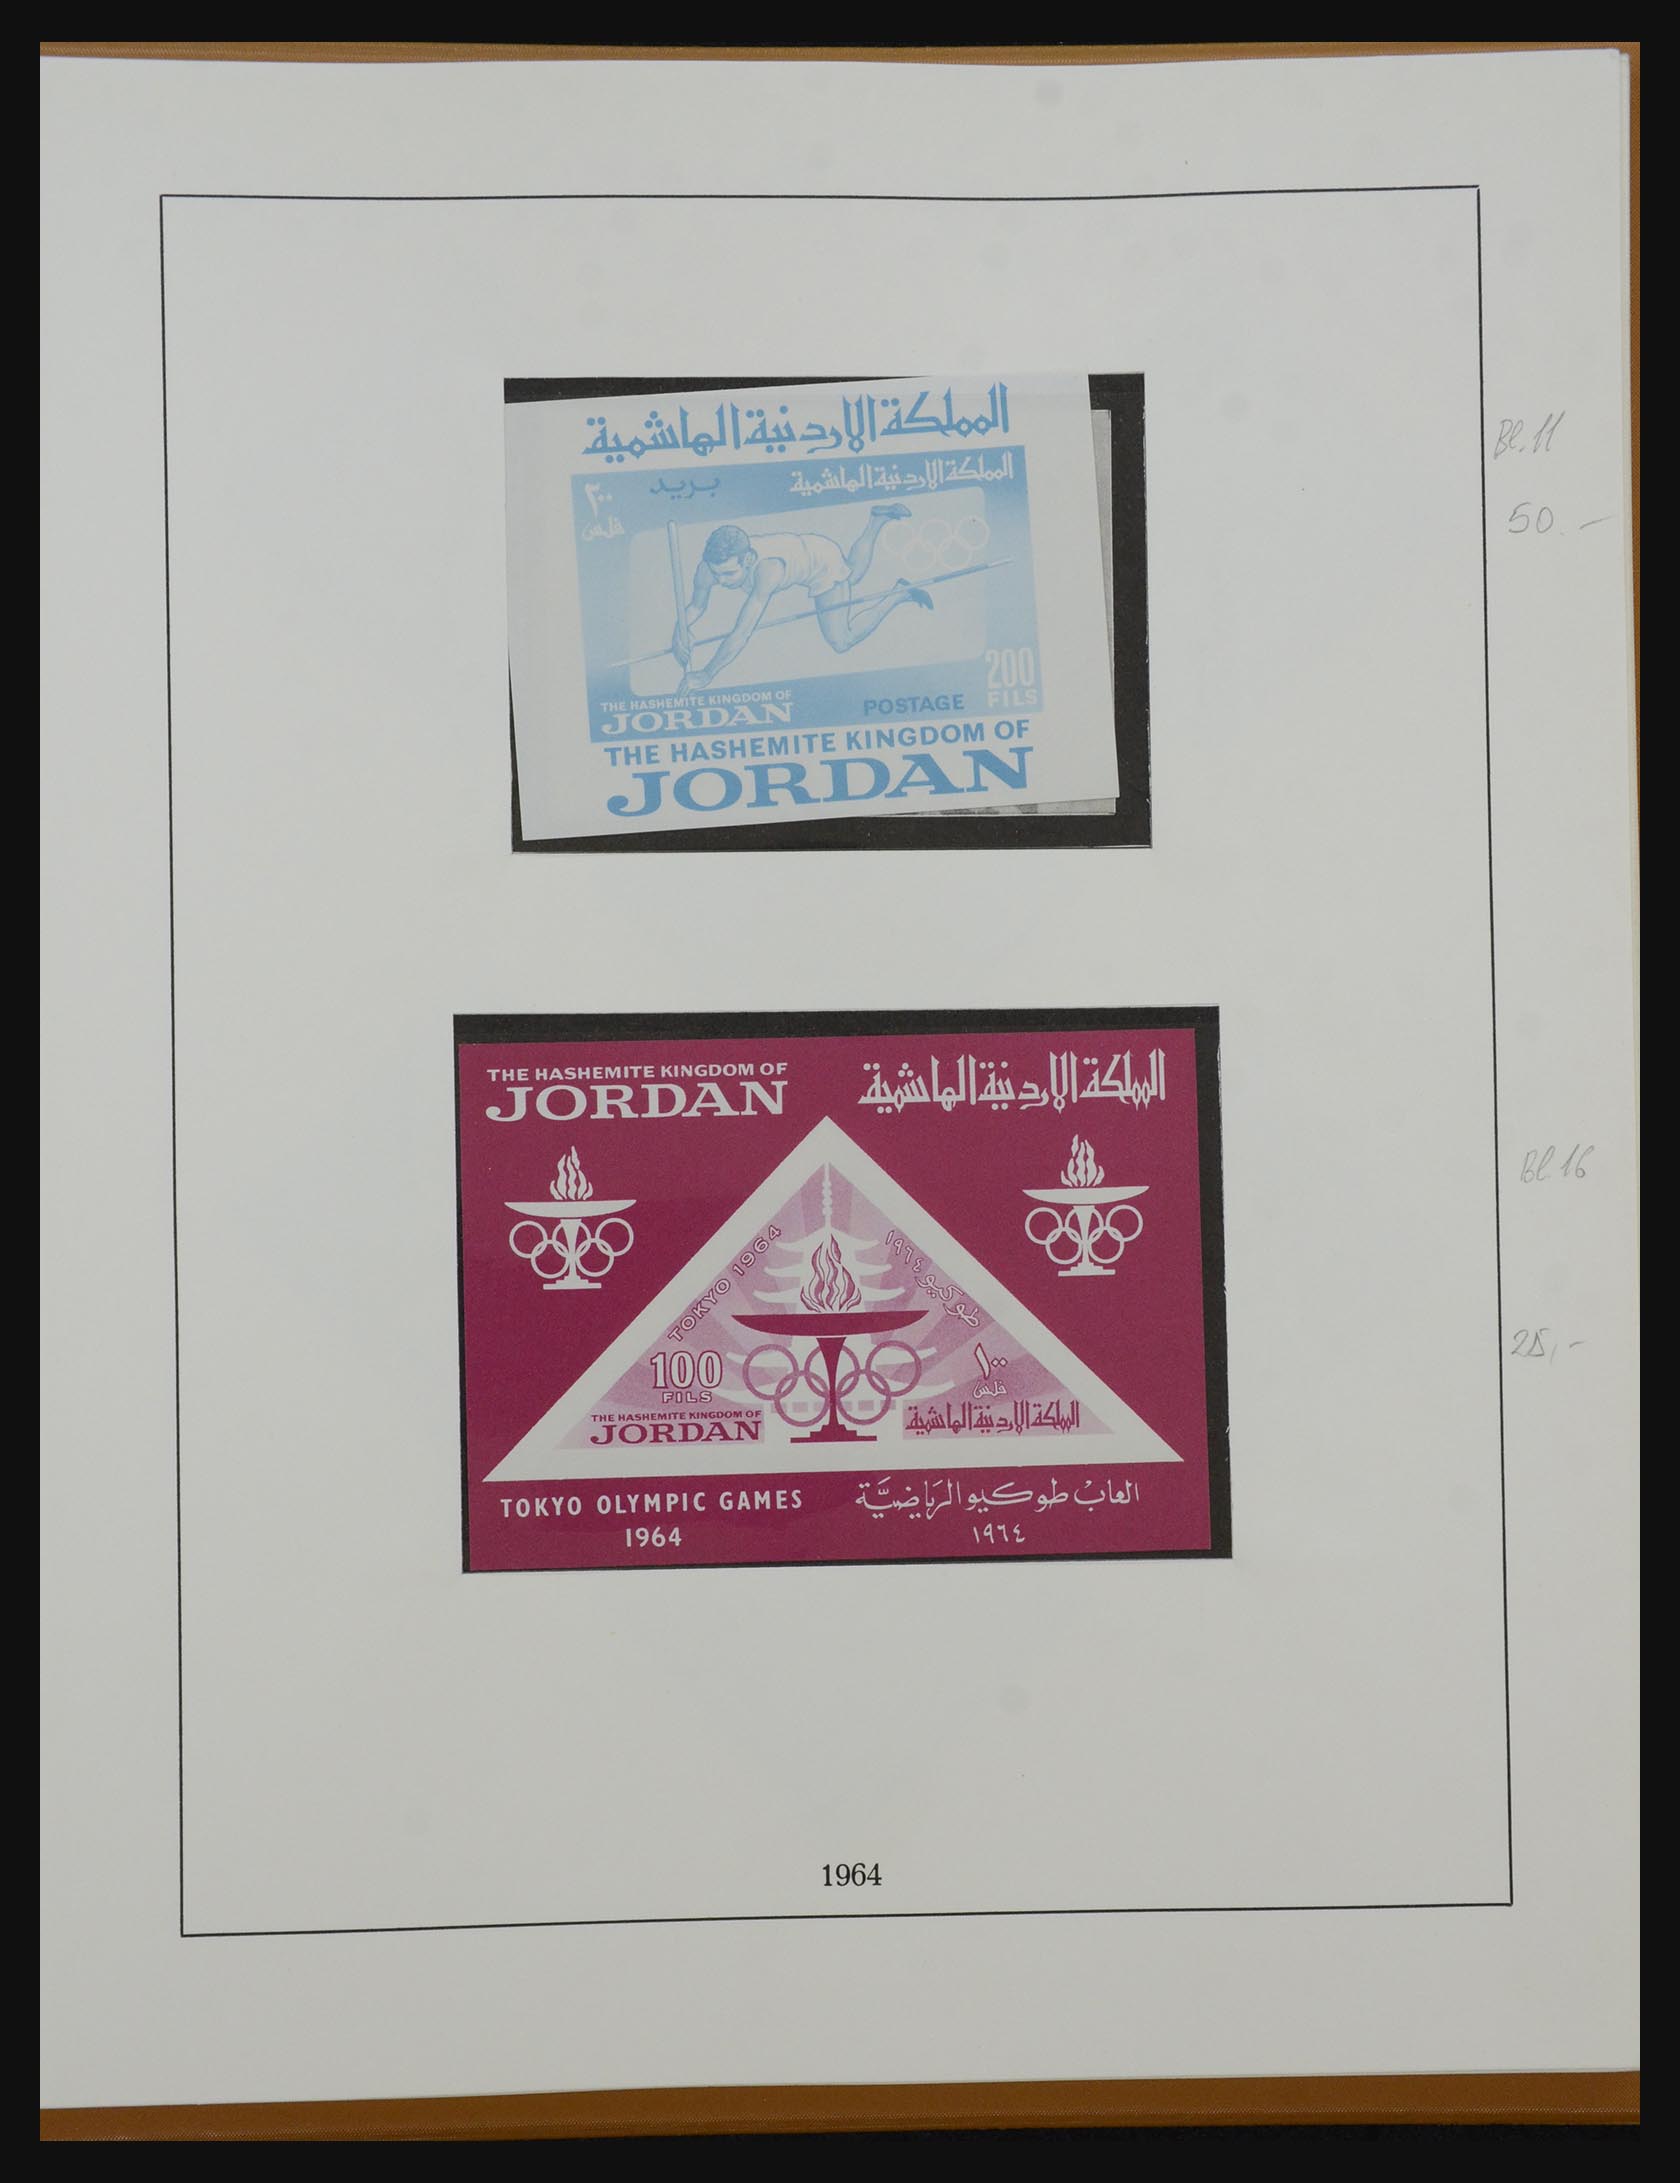 المملكة الاردنية الهاشمية
٢٠٠ بريد المملكة الاردنية الهاشمية
فلس
200
THE HASHEMITE KINGDOM OF FILS
JORDAN POSTAGE
THE HASHEMITE KINGDOM OF
JORDAN
Bl. 11
50.-
THE HASHEMITE KINGDOM OF
JORDAN
المملكة الاردنية الهاشمية
TOKYO 1964
طوكيو ١٩٦٤
100
FILS
١٠٠
فلس
THE HASHEMITE KINGDOM OF
JORDAN
المملكة الاردنية الهاشمية
TOKYO OLYMPIC GAMES
1964
العابْ طوكيو الرّيَاضيَّة
١٩٦٤
Bl. 16
25,-
1964